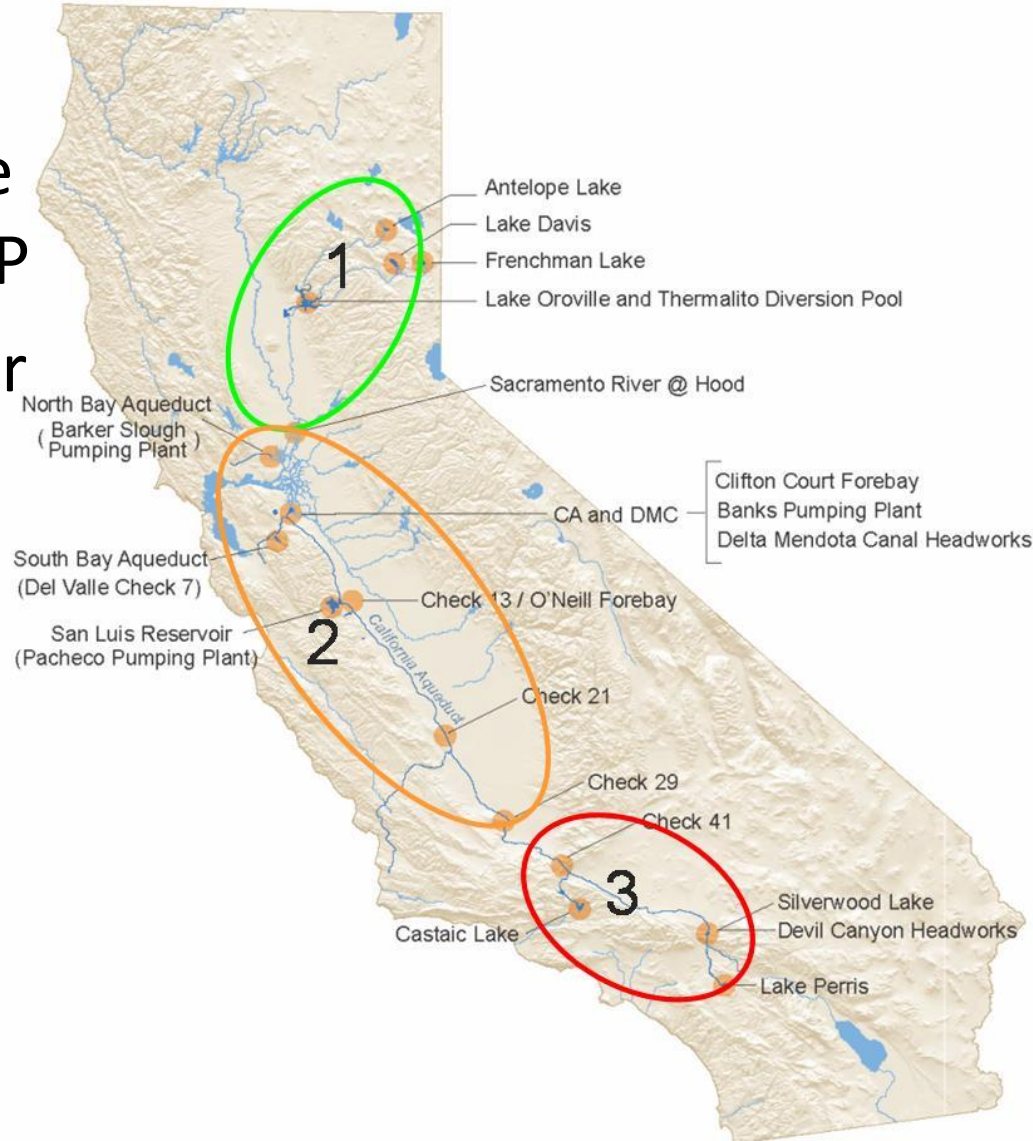 e
P
r
Antelope Lake
Lake Davis
Frenchman Lake
1
Lake Oroville and Thermalito Diversion Pool
Sacramento River @ Hood
North Bay Aqueduct
( Barker Slough )
Pumping Plant
Clifton Court Forebay
CA and DMC
Banks Pumping Plant
Delta Mendota Canal Headworks
South Bay Aqueduct
(Del Valle Check 7)
Check 13 / O'Neill Forebay
San Luis Reservoir
(Pacheco Pumping Plant)
2
California Aqueduct
Check 21
Check 29
Check 41
3
Silverwood Lake
Devil Canyon Headworks
Castaic Lake
Lake Perris